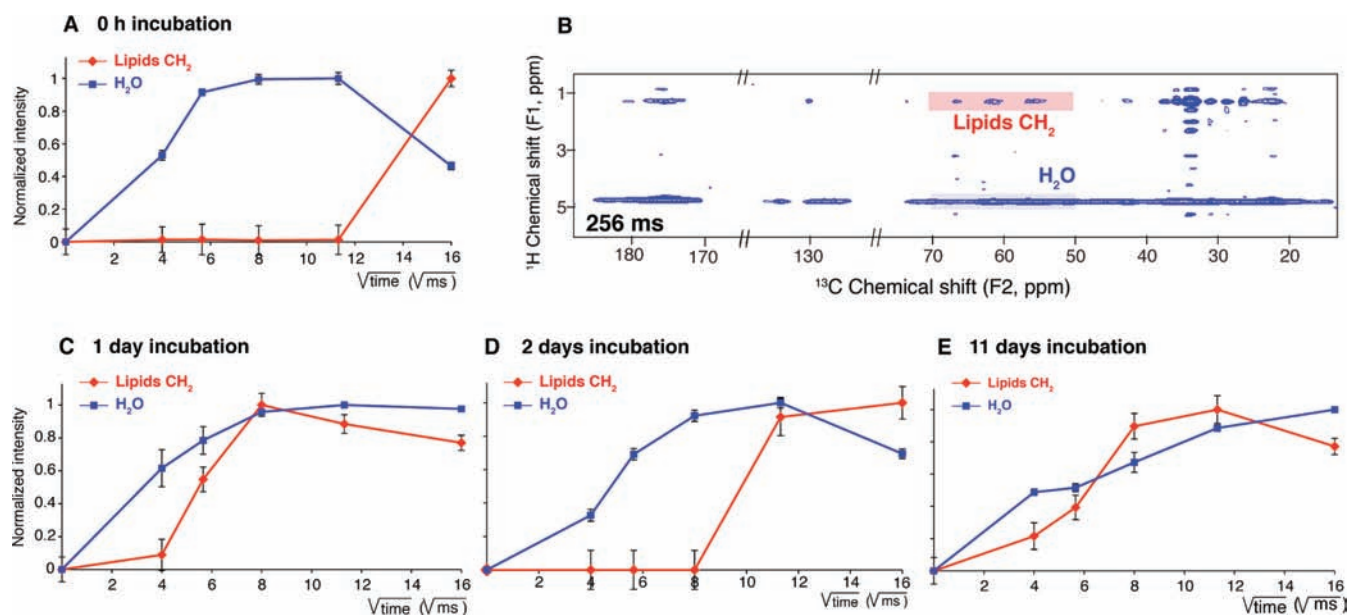 A 0 h incubation
Lipids CH2
H2O
Normalized intensity
1
0.8
0.6
0.4
0.2
0
2 4 6 8 10 12 14 16
√time (√ms)
B
1H Chemical shift (F1, ppm)
1
3
5
Lipids CH2
H2O
256 ms
180 170 130 70 60 50 40 30 20
13C Chemical shift (F2, ppm)
C 1 day incubation
Lipids CH2
H2O
Normalized intensity
1
0.8
0.6
0.4
0.2
0
2 4 6 8 10 12 14 16
√time (√ms)
D 2 days incubation
Lipids CH2
H2O
2 4 6 8 10 12 14 16
√time (√ms)
E 11 days incubation
Lipids CH2
H2O
2 4 6 8 10 12 14 16
√time (√ms)